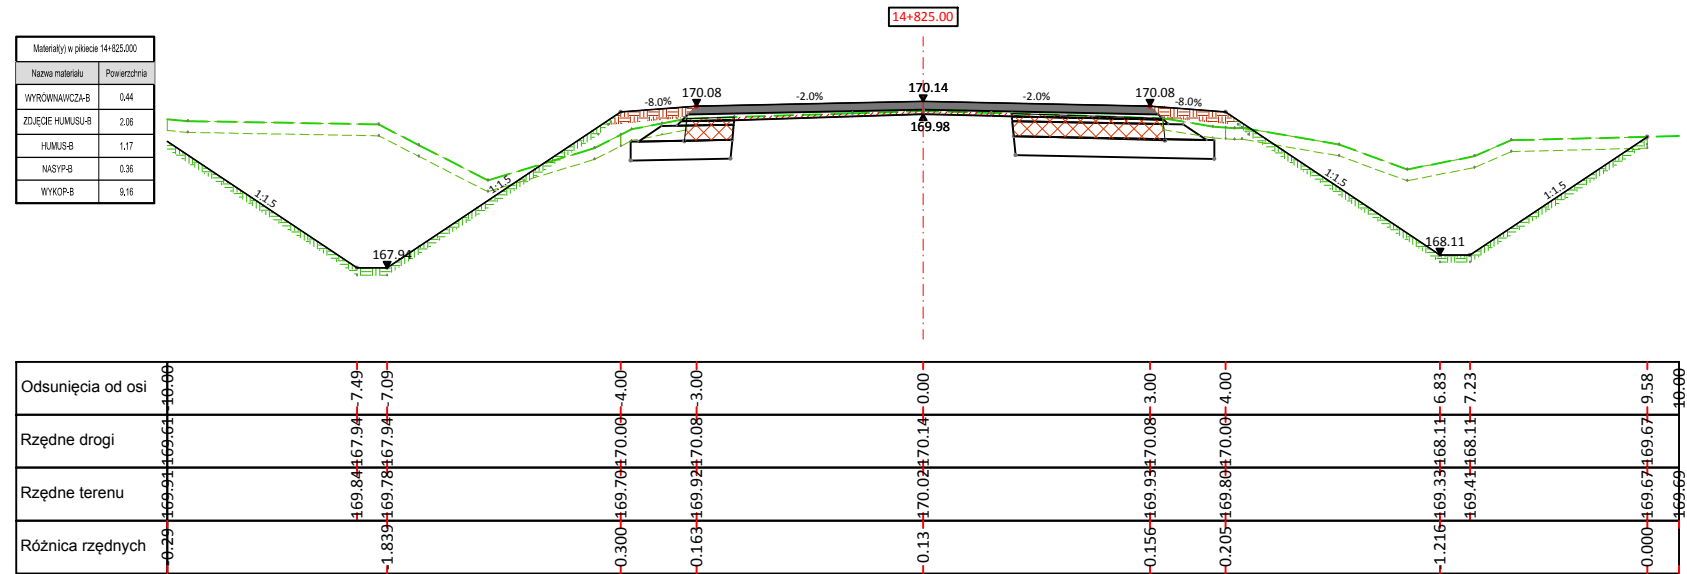 14+825.00
Materiał(y) w pikiecie 14+825.000
Nazwa materiału Powierzchnia
WYRÓWNAWCZA-B 0.44
ZDJĘCIE HUMUSU-B 2.06
HUMUS-B 1.17
NASYP-B 0.36
WYKOP-B 9.16
-8.0% 170.08 -2.0% 170.14 -2.0% 170.08 -8.0%
169.98
1:1.5 1:1.5 1:1.5 1:1.5
167.94 168.11
Odsunięcia od osi -10.00 -7.49 -7.09 -4.00 -3.00 0.00 3.00 4.00 6.83 7.23 9.58 10.00
Rzędne drogi 169.61 167.94 167.94 170.00 170.08 170.14 170.08 170.00 168.11 168.11 169.67
Rzędne terenu 169.91 169.84 169.78 169.70 169.92 170.02 169.93 169.80 169.33 169.41 169.67 169.69
Różnica rzędnych -0.29 -1.839 0.300 0.163 0.13 0.156 0.205 -1.216 0.000